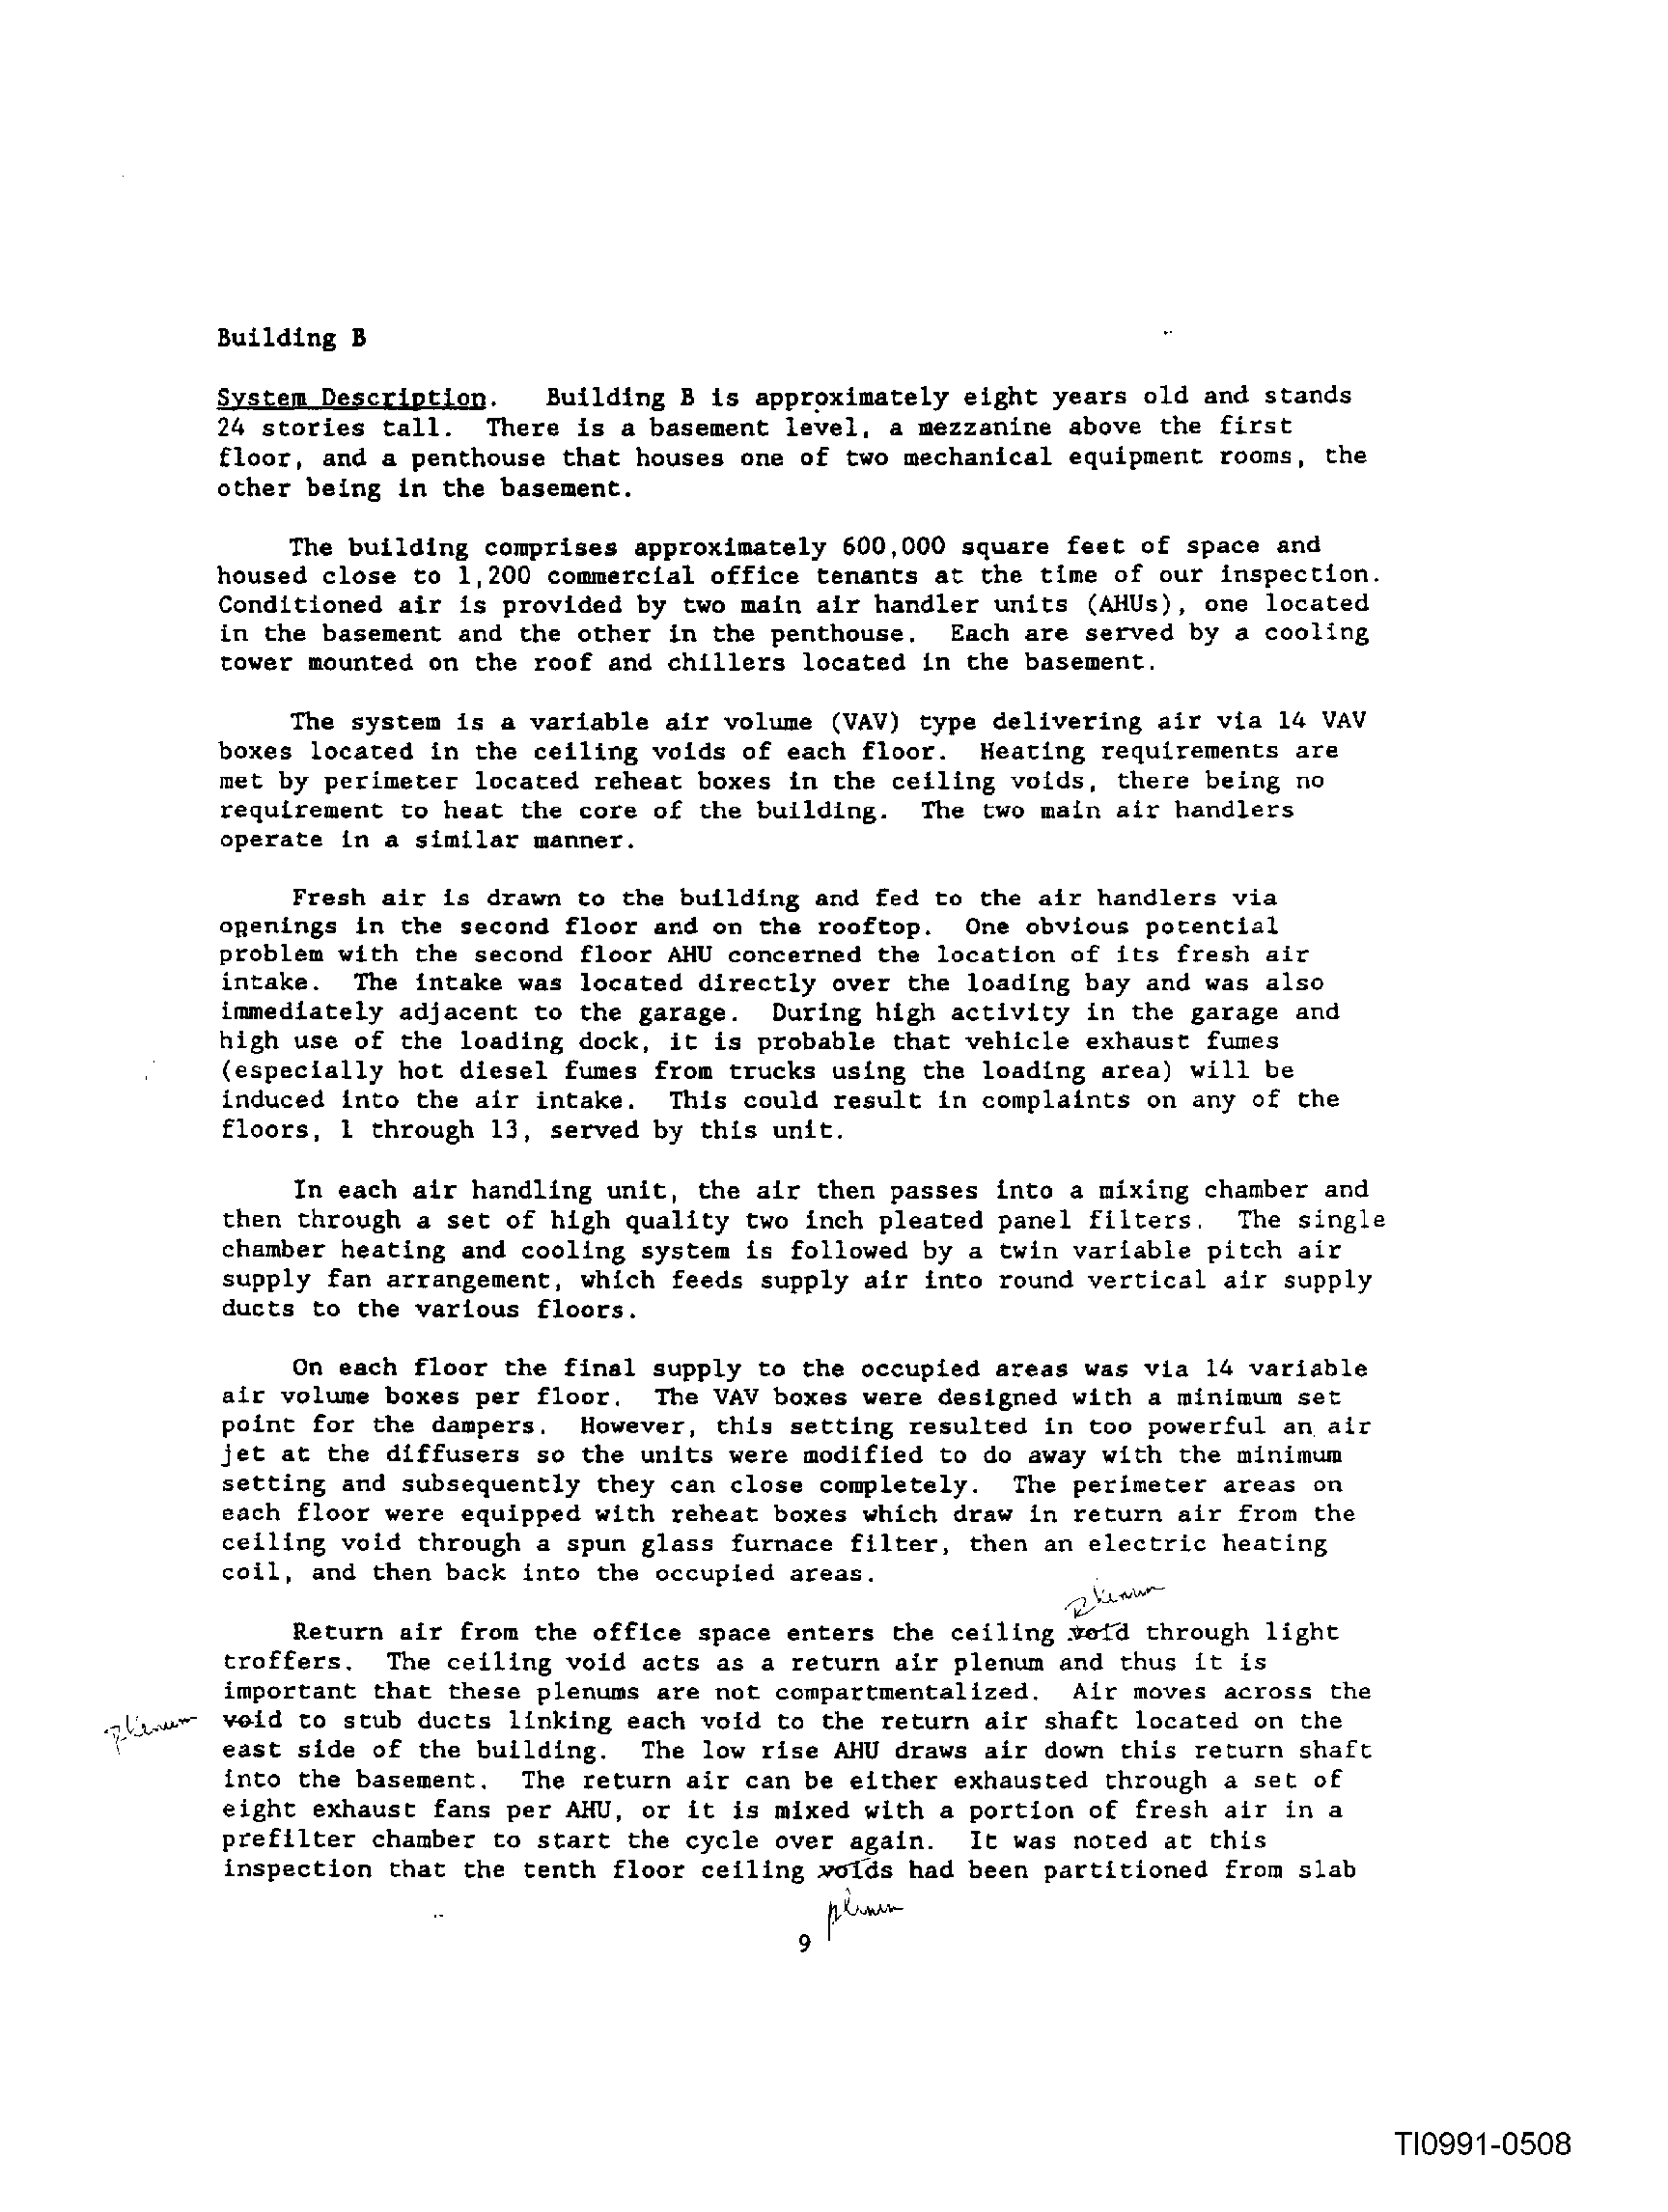 Building B
System Description.   Building B is approximately eight years old and stands
24 stories tall.  There is a basement level, a mezzanine above the first
floor, and a penthouse that houses one of two mechanical equipment rooms, the
other being in the basement.
The building comprises approximately 600,000 square feet of space and
housed close to 1,200 commercial office tenants at the time of our inspection.
Conditioned air is provided by two main air handler units (AHUs), one located
in the basement and the other in the penthouse.  Each are served by a cooling
tower mounted on the roof and chillers located in the basement.
The system is a variable air volume (VAV) type delivering air via 14 VAV
boxes located in the ceiling voids of each floor.  Heating requirements are
met by perimeter located reheat boxes in the ceiling voids, there being no
requirement to heat the core of the building.  The two main air handlers
operate in a similar manner.
Fresh air is drawn to the building and fed to the air handlers via
openings in the second floor and on the rooftop.  One obvious potential
problem with the second floor AHU concerned the location of its fresh air
intake.  The intake was located directly over the loading bay and was also
immediately adjacent to the garage.  During high activity in the garage and
high use of the loading dock, it is probable that vehicle exhaust fumes
(especially hot diesel fumes from trucks using the loading area) will be
induced into the air intake.  This could result in complaints on any of the
floors, 1 through 13, served by this unit.
In each air handling unit, the air then passes into a mixing chamber and
then through a set of high quality two inch pleated panel filters.  The single
chamber heating and cooling system is followed by a twin variable pitch air
supply fan arrangement, which feeds supply air into round vertical air supply
ducts to the various floors.
On each floor the final supply to the occupied areas was via 14 variable
air volume boxes per floor.  The VAV boxes were designed with a minimum set
point for the dampers.  However, this setting resulted in too powerful an air
jet at the diffusers so the units were modified to do away with the minimum
setting and subsequently they can close completely.  The perimeter areas on
each floor were equipped with reheat boxes which draw in return air from the
ceiling void through a spun glass furnace filter, then an electric heating
coil, and then back into the occupied areas.
plenum
Return air from the office space enters the ceiling void through light
troffers.  The ceiling void acts as a return air plenum and thus it is
important that these plenums are not compartmentalized.  Air moves across the
plenum void to stub ducts linking each void to the return air shaft located on the
east side of the building.  The low rise AHU draws air down this return shaft
into the basement.  The return air can be either exhausted through a set of
eight exhaust fans per AHU, or it is mixed with a portion of fresh air in a
prefilter chamber to start the cycle over again.  It was noted at this
inspection that the tenth floor ceiling voids had been partitioned from slab
plenum
9
TI0991-0508